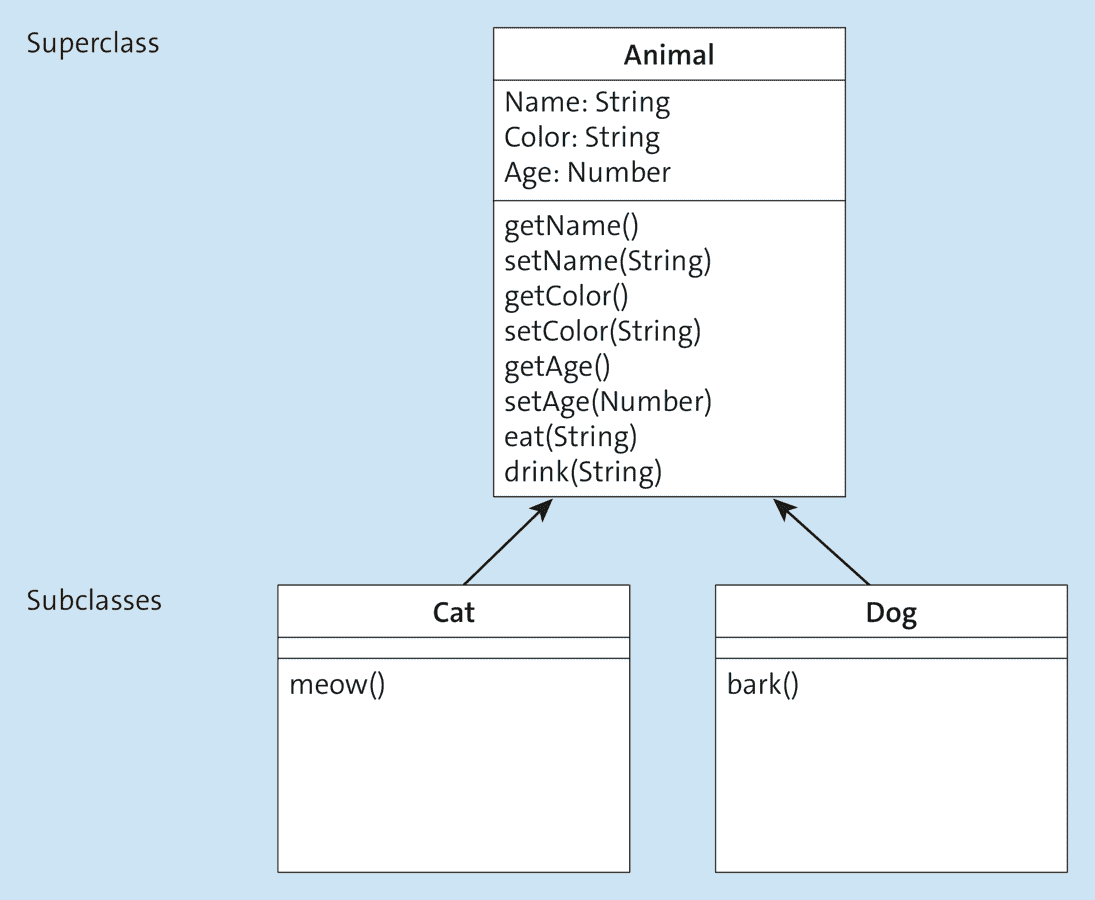 Superclass
Animal
Name: String
Color: String
Age: Number
getName()
setName(String)
getColor()
setColor(String)
getAge()
setAge(Number)
eat(String)
drink(String)
Subclasses
Cat
meow()
Dog
bark()